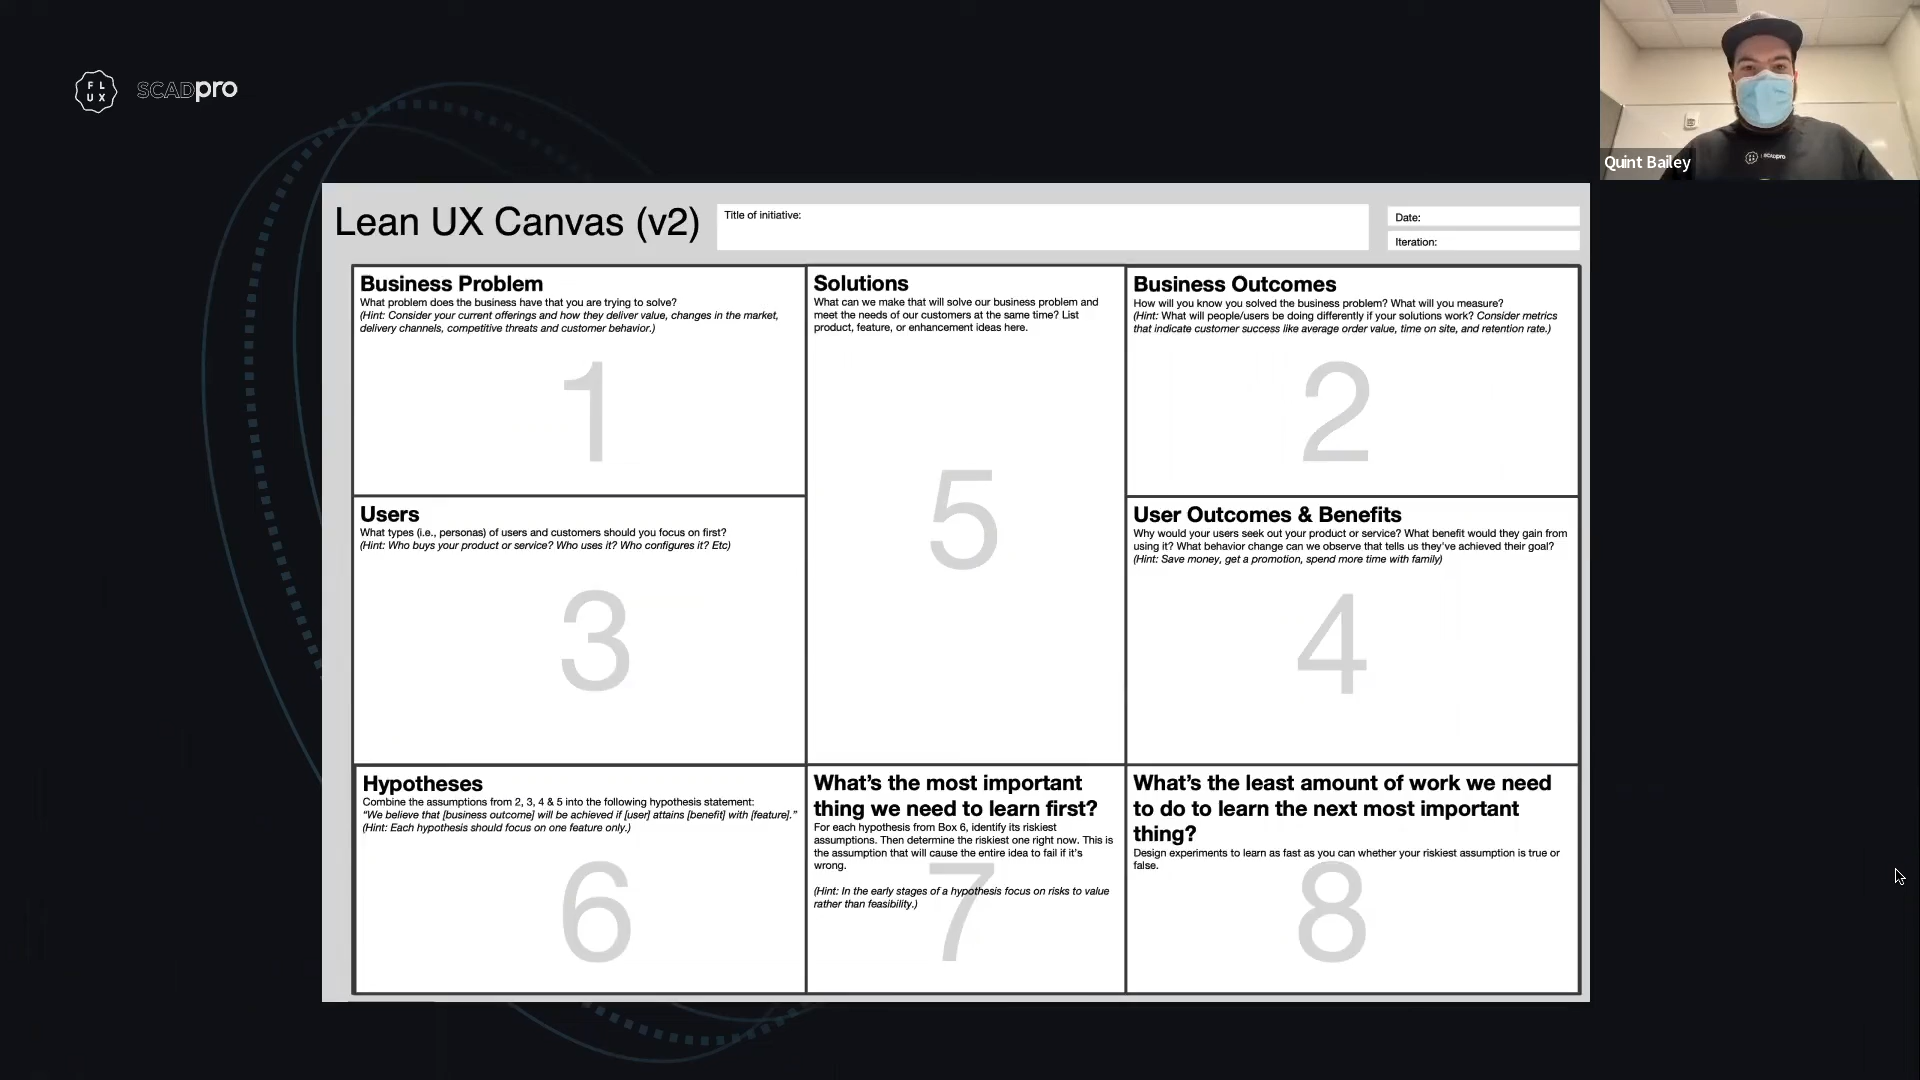 FL
UX
SCADpro
Quint Bailey
Lean UX Canvas (v2)
Title of initiative:
Date:
Iteration:
Business Problem
What problem does the business have that you are trying to solve?
(Hint: Consider your current offerings and how they deliver value, changes in the market,
delivery channels, competitive threats and customer behavior.)
1
Solutions
What can we make that will solve our business problem and
meet the needs of our customers at the same time? List
product, feature, or enhancement ideas here.
5
Business Outcomes
How will you know you solved the business problem? What will you measure?
(Hint: What will people/users be doing differently if your solutions work? Consider metrics
that indicate customer success like average order value, time on site, and retention rate.)
2
Users
What types (i.e., personas) of users and customers should you focus on first?
(Hint: Who buys your product or service? Who uses it? Who configures it? Etc)
3
User Outcomes & Benefits
Why would your users seek out your product or service? What benefit would they gain from
using it? What behavior change can we observe that tells us they've achieved their goal?
(Hint: Save money, get a promotion, spend more time with family)
4
Hypotheses
Combine the assumptions from 2, 3, 4 & 5 into the following hypothesis statement:
“We believe that [business outcome] will be achieved if [user] attains [benefit] with [feature].”
(Hint: Each hypothesis should focus on one feature only.)
6
What’s the most important
thing we need to learn first?
For each hypothesis from Box 6, identify its riskiest
assumptions. Then determine the riskiest one right now. This is
the assumption that will cause the entire idea to fail if it’s
wrong.
(Hint: In the early stages of a hypothesis focus on risks to value
rather than feasibility.)
7
What’s the least amount of work we need
to do to learn the next most important
thing?
Design experiments to learn as fast as you can whether your riskiest assumption is true or
false.
8